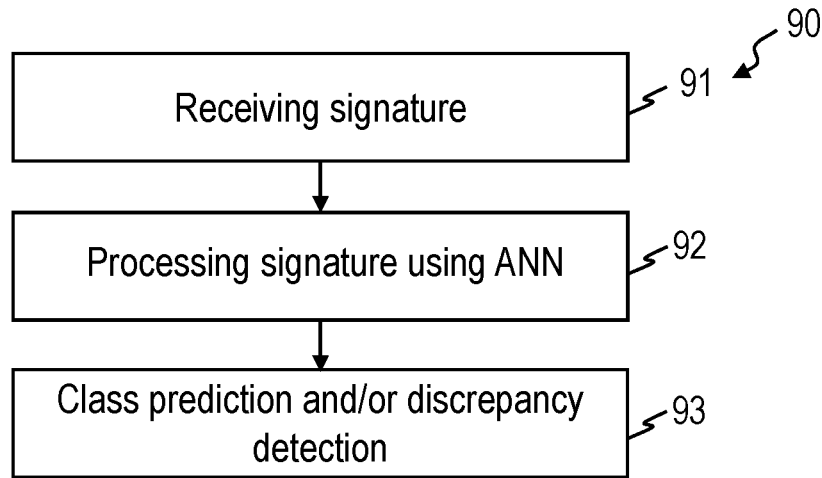 90
Receiving signature
91
Processing signature using ANN
92
Class prediction and/or discrepancy
detection
93